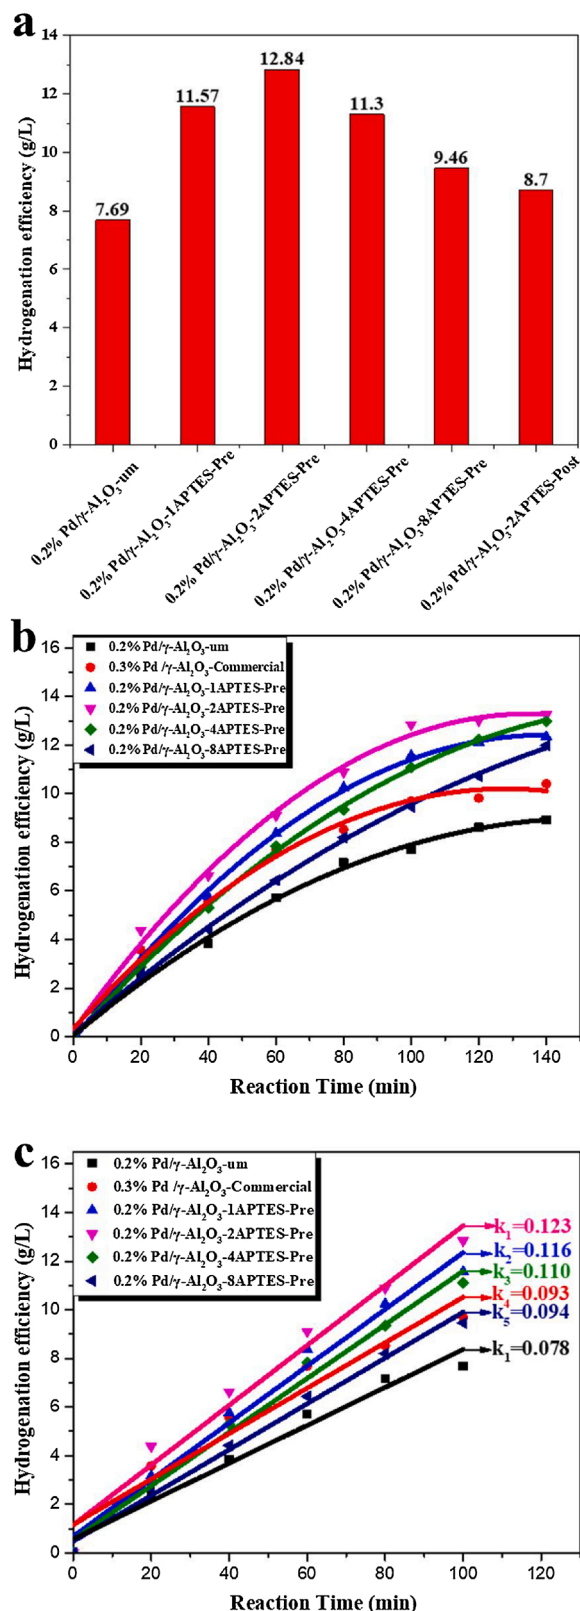 a
Hydrogenation efficiency (g/L)
14
12
10
8
6
4
2
0
7.69
11.57
12.84
11.3
9.46
8.7
0.2% Pd/γ-Al₂O₃-um
0.2% Pd/γ-Al₂O₃-1APTES-Pre
0.2% Pd/γ-Al₂O₃-2APTES-Pre
0.2% Pd/γ-Al₂O₃-4APTES-Pre
0.2% Pd/γ-Al₂O₃-8APTES-Pre
0.2% Pd/γ-Al₂O₃-2APTES-Post
b
Hydrogenation efficiency (g/L)
16
14
12
10
8
6
4
2
0
0.2% Pd/γ-Al₂O₃-um
0.3% Pd /γ-Al₂O₃-Commercial
0.2% Pd/γ-Al₂O₃-1APTES-Pre
0.2% Pd/γ-Al₂O₃-2APTES-Pre
0.2% Pd/γ-Al₂O₃-4APTES-Pre
0.2% Pd/γ-Al₂O₃-8APTES-Pre
0 20 40 60 80 100 120 140
Reaction Time (min)
c
Hydrogenation efficiency (g/L)
16
14
12
10
8
6
4
2
0
0.2% Pd/γ-Al₂O₃-um
0.3% Pd /γ-Al₂O₃-Commercial
0.2% Pd/γ-Al₂O₃-1APTES-Pre
0.2% Pd/γ-Al₂O₃-2APTES-Pre
0.2% Pd/γ-Al₂O₃-4APTES-Pre
0.2% Pd/γ-Al₂O₃-8APTES-Pre
k₁=0.123
k₂=0.116
k₃=0.110
k₄=0.093
k₅=0.094
k₁=0.078
0 20 40 60 80 100 120
Reaction Time (min)